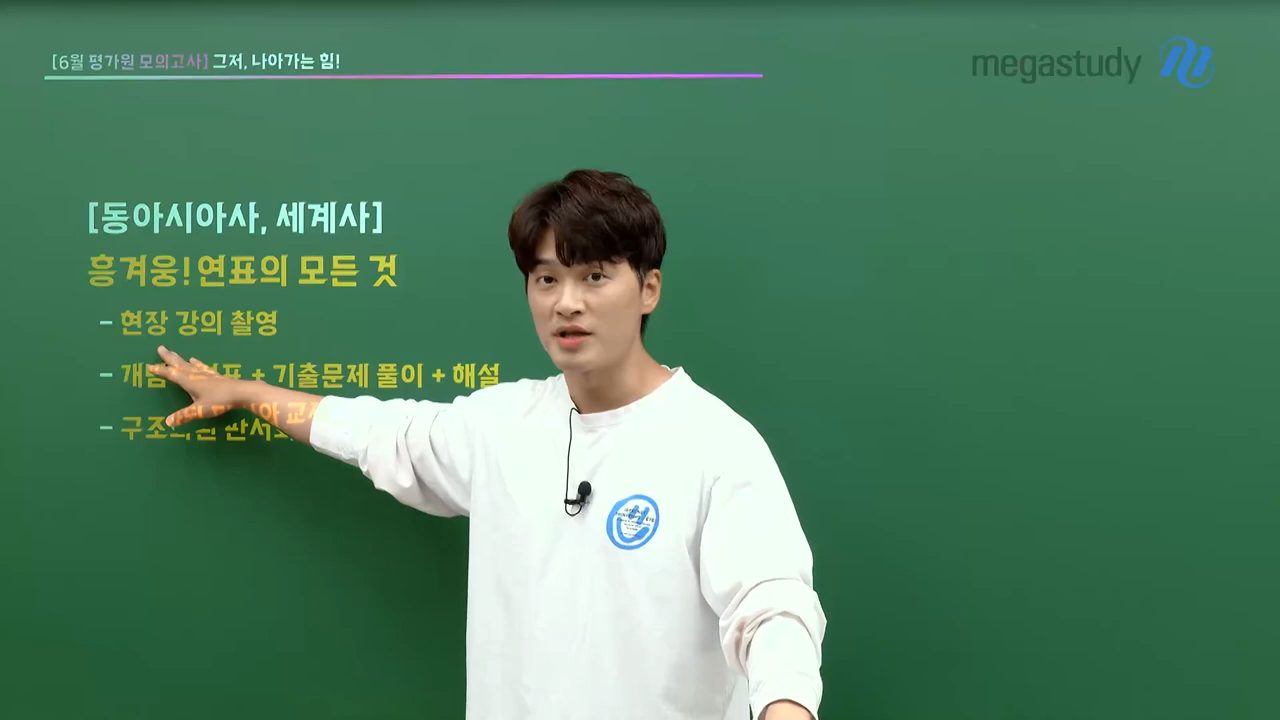 [6월 평가원 모의고사] 그저, 나아가는 힘!
megastudy
[동아시아사, 세계사]
흥겨웅! 연표의 모든 것
- 현장 강의 촬영
- + 기출문제 풀이 + 해설
-